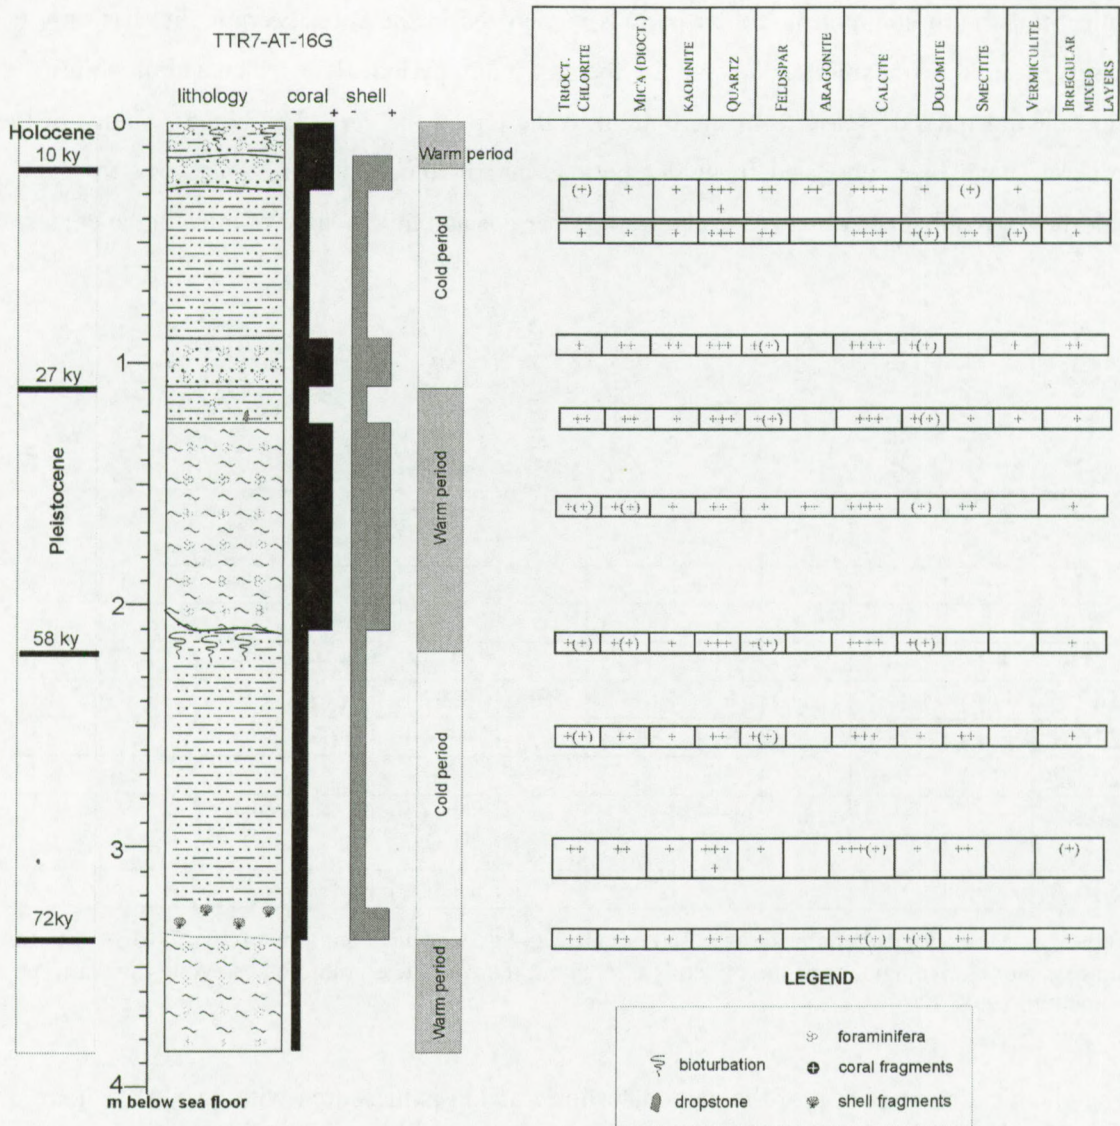 TTR7-AT-16G
lithology coral shell
+ - +
TRIOCT. CHLORITE
MICA (DIOCT.)
KAOLINITE
QUARTZ
FELDSPAR
ARAGONITE
CALCITE
DOLOMITE
SMECTITE
VERMICULITE
IRREGULAR MIXED LAYERS
Holocene
10 ky
27 ky
Pleistocene
58 ky
72ky
0
1
2
3
4
m below sea floor
Warm period
Cold period
Warm period
Cold period
Warm period
(+) + + +++ ++ ++ ++++ + (+) +
+
+ + + +++ ++ ++++ +(+) ++ (+) +
+ ++ ++ +++ +(+) ++++ +(+) + ++
++ ++ + +++ +(+) +++ +(+) + + +
+(+) +(+) + ++ + ++++ +(+) ++ +
+(+) +(+) + +++ +(+) ++++ +(+) +
+(+) ++ + ++ +(+) +++ + ++ +
++ ++ + +++ + +++(+) + ++ (+)
+
++ ++ + ++ + +++(+) +(+) ++ +
LEGEND
bioturbation
dropstone
foraminifera
coral fragments
shell fragments